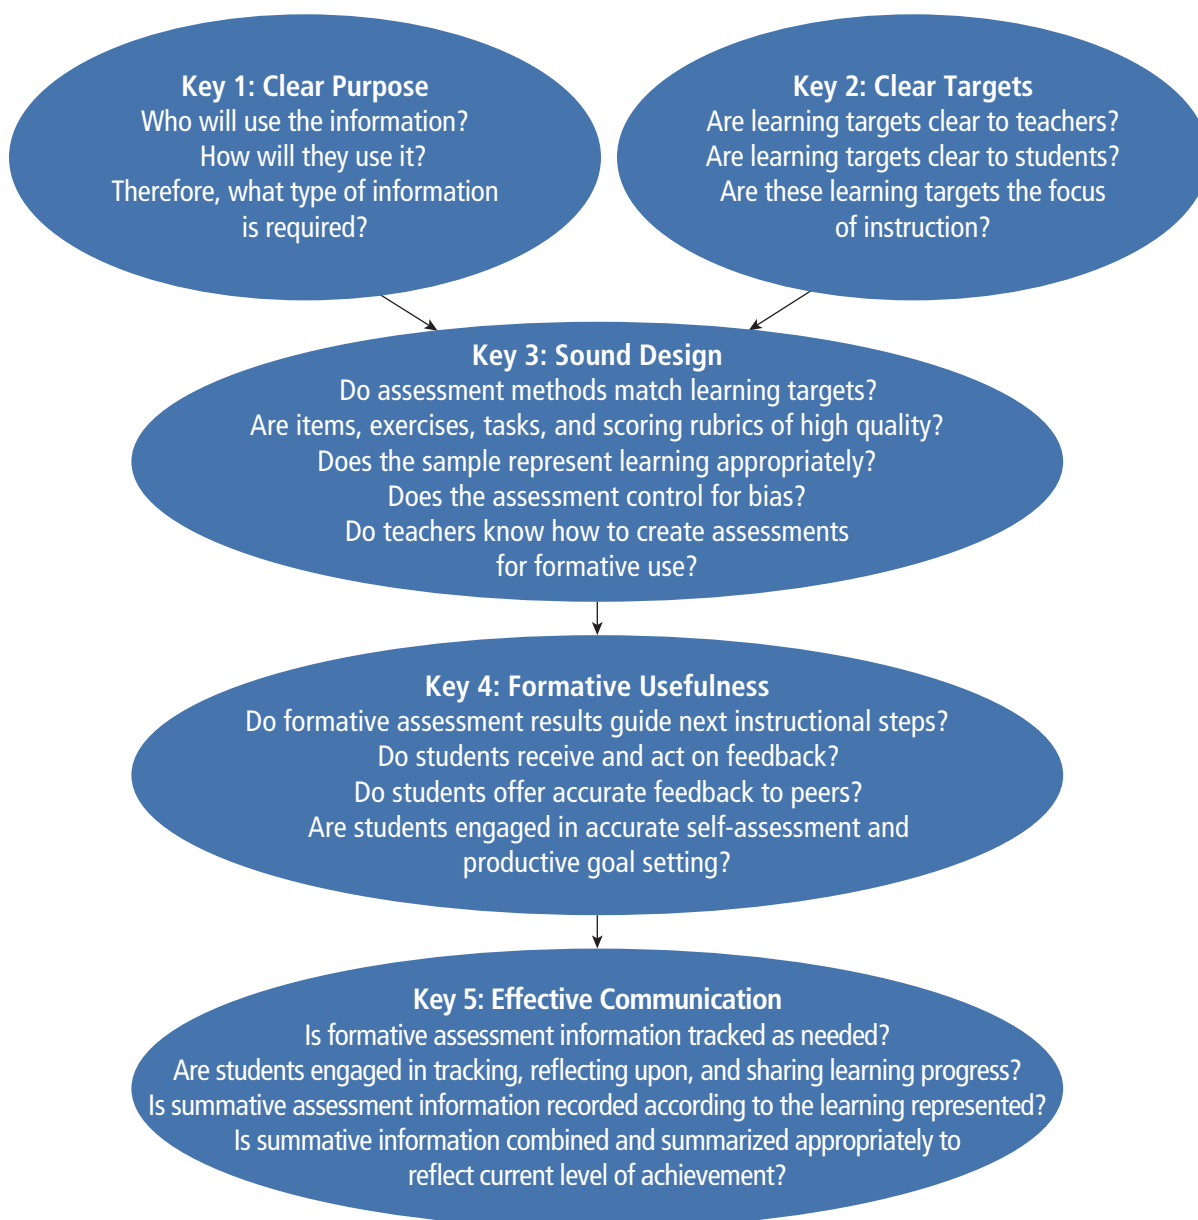 Key 1: Clear Purpose
Who will use the information?
How will they use it?
Therefore, what type of information
is required?
Key 2: Clear Targets
Are learning targets clear to teachers?
Are learning targets clear to students?
Are these learning targets the focus
of instruction?
Key 3: Sound Design
Do assessment methods match learning targets?
Are items, exercises, tasks, and scoring rubrics of high quality?
Does the sample represent learning appropriately?
Does the assessment control for bias?
Do teachers know how to create assessments
for formative use?
Key 4: Formative Usefulness
Do formative assessment results guide next instructional steps?
Do students receive and act on feedback?
Do students offer accurate feedback to peers?
Are students engaged in accurate self-assessment and
productive goal setting?
Key 5: Effective Communication
Is formative assessment information tracked as needed?
Are students engaged in tracking, reflecting upon, and sharing learning progress?
Is summative assessment information recorded according to the learning represented?
Is summative information combined and summarized appropriately to
reflect current level of achievement?